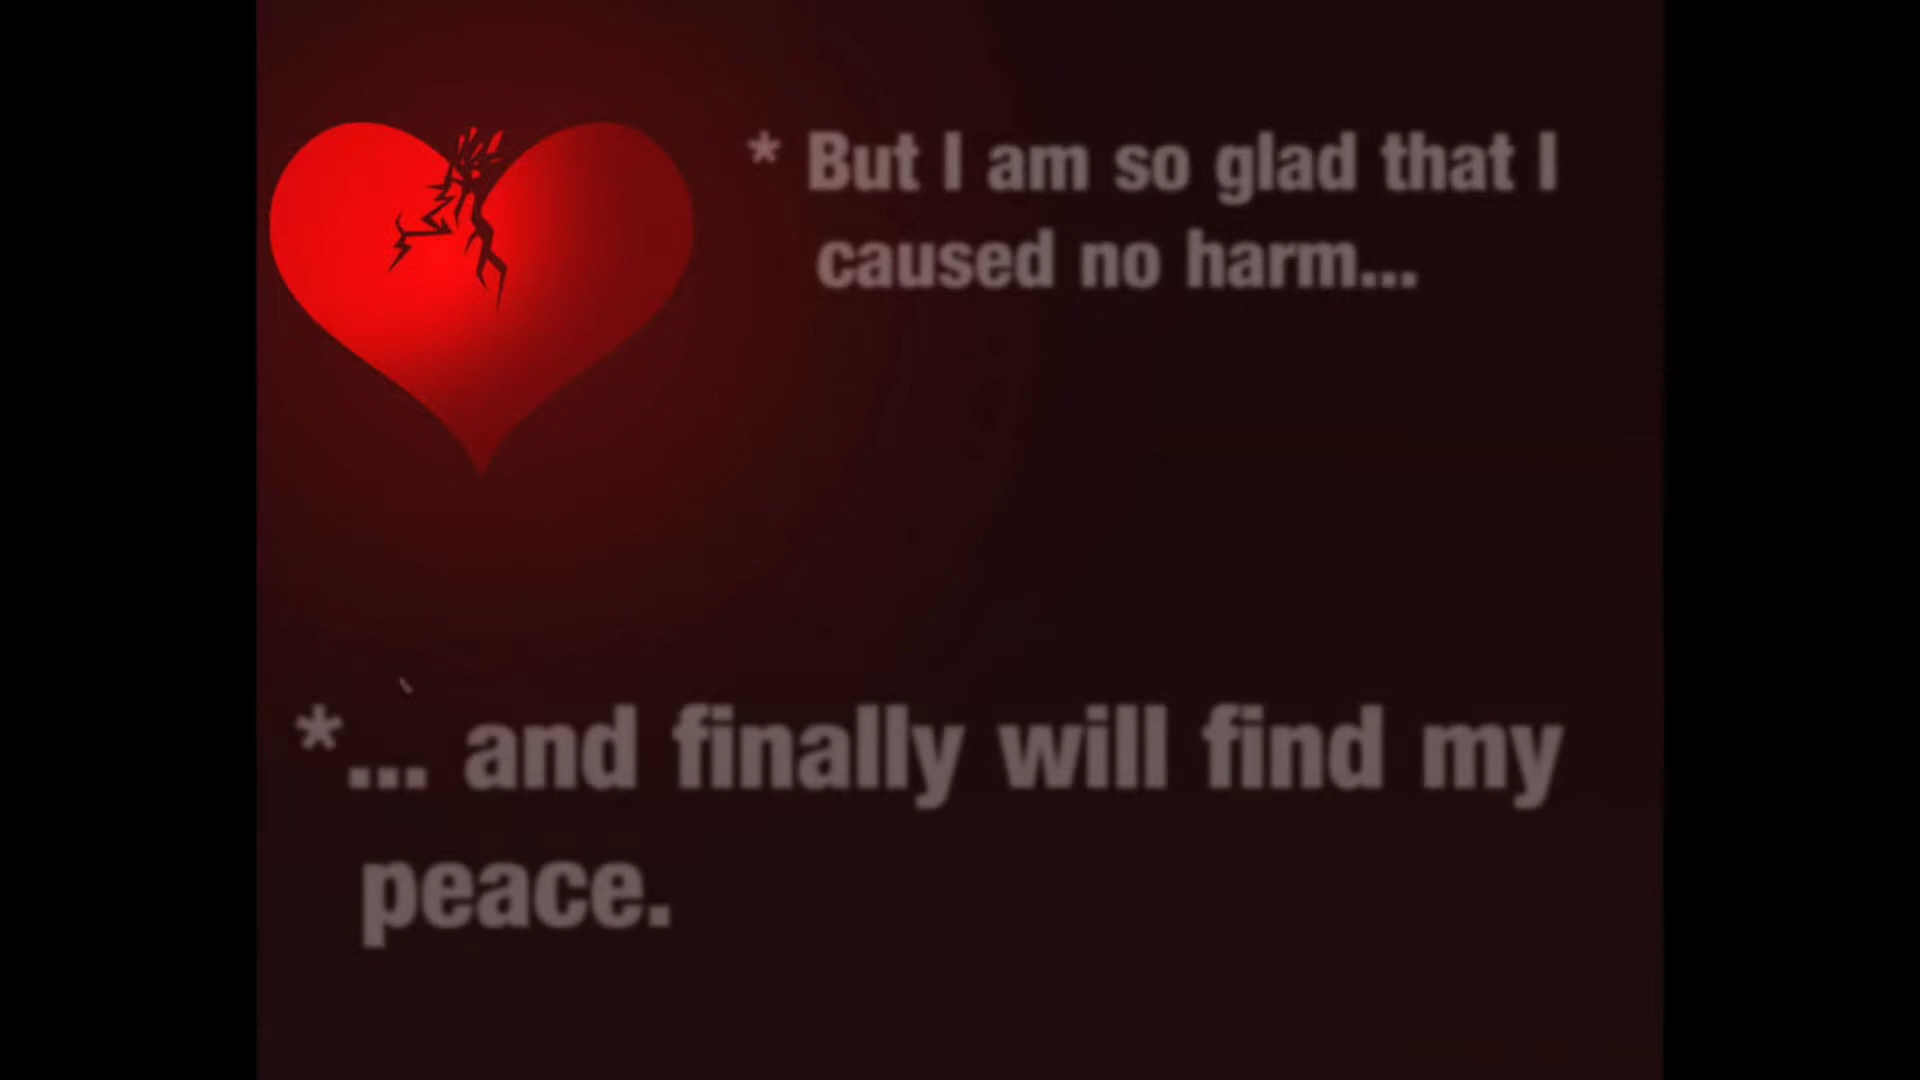 * But I am so glad that I
caused no harm...
*... and finally will find my
peace.